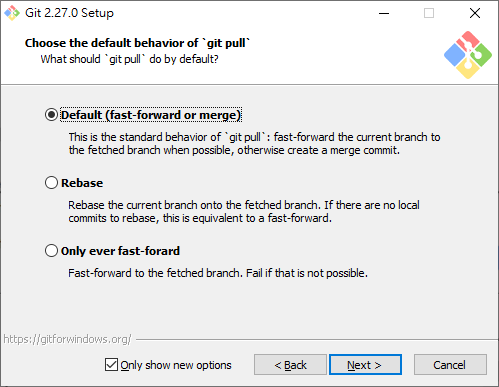 Git 2.27.0 Setup
Choose the default behavior of `git pull`
What should `git pull` do by default?
Default (fast-forward or merge)
This is the standard behavior of `git pull`: fast-forward the current branch to
the fetched branch when possible, otherwise create a merge commit.
Rebase
Rebase the current branch onto the fetched branch. If there are no local
commits to rebase, this is equivalent to a fast-forward.
Only ever fast-forard
Fast-forward to the fetched branch. Fail if that is not possible.
https://gitforwindows.org/
Only show new options
< Back
Next >
Cancel